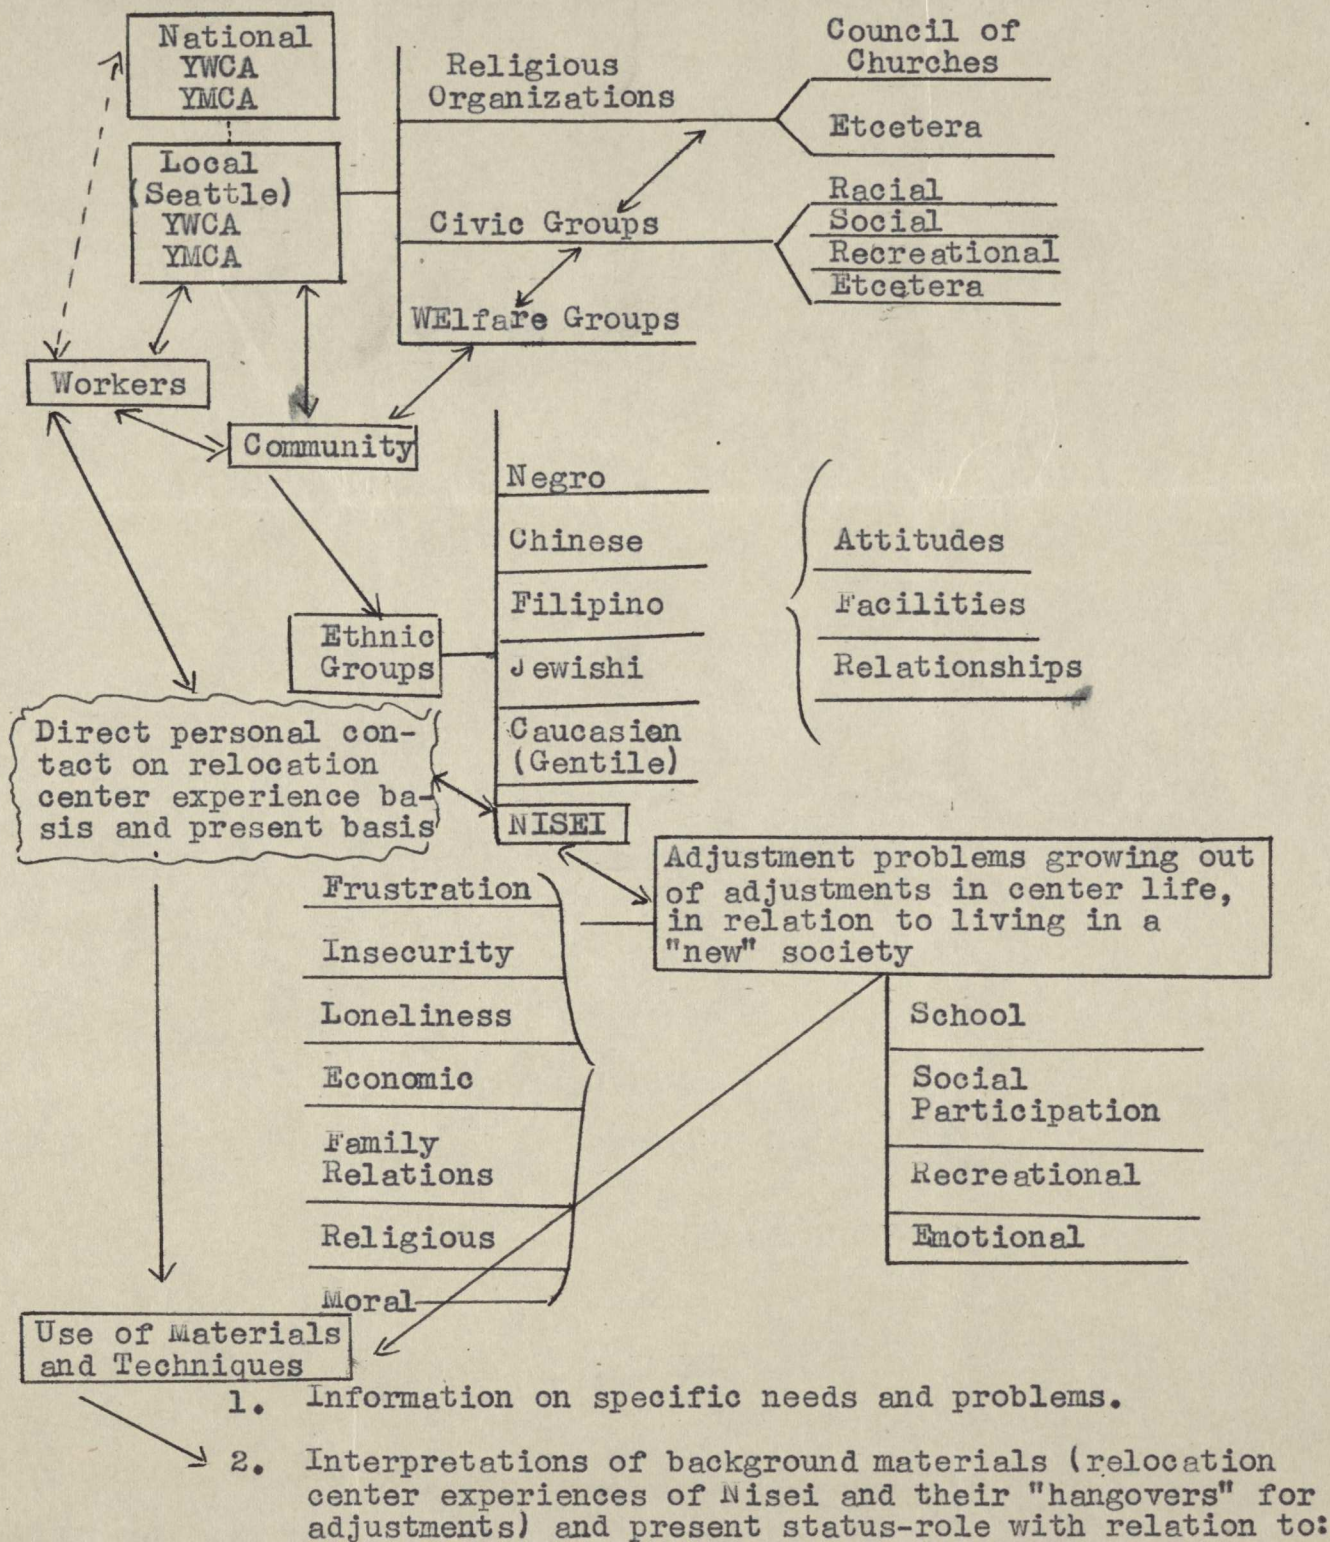 National
YWCA
YMCA
Local
(Seattle)
YWCA
YMCA
Religious
Organizations
Council of
Churches
Etcetera
Civic Groups
Racial
Social
Recreational
Etcetera
WElfare Groups
Workers
Community
Ethnic
Groups
Negro
Chinese
Filipino
Jewishi
Caucasian
(Gentile)
NISEI
Attitudes
Facilities
Relationships
Direct personal con-
tact on relocation
center experience ba-
sis and present basis
Adjustment problems growing out
of adjustments in center life,
in relation to living in a
"new" society
Frustration
Insecurity
Loneliness
Economic
Family
Relations
Religious
Moral
School
Social
Participation
Recreational
Emotional
Use of Materials
and Techniques
1. Information on specific needs and problems.
2. Interpretations of background materials (relocation
center experiences of Nisei and their "hangovers" for
adjustments) and present status-role with relation to: